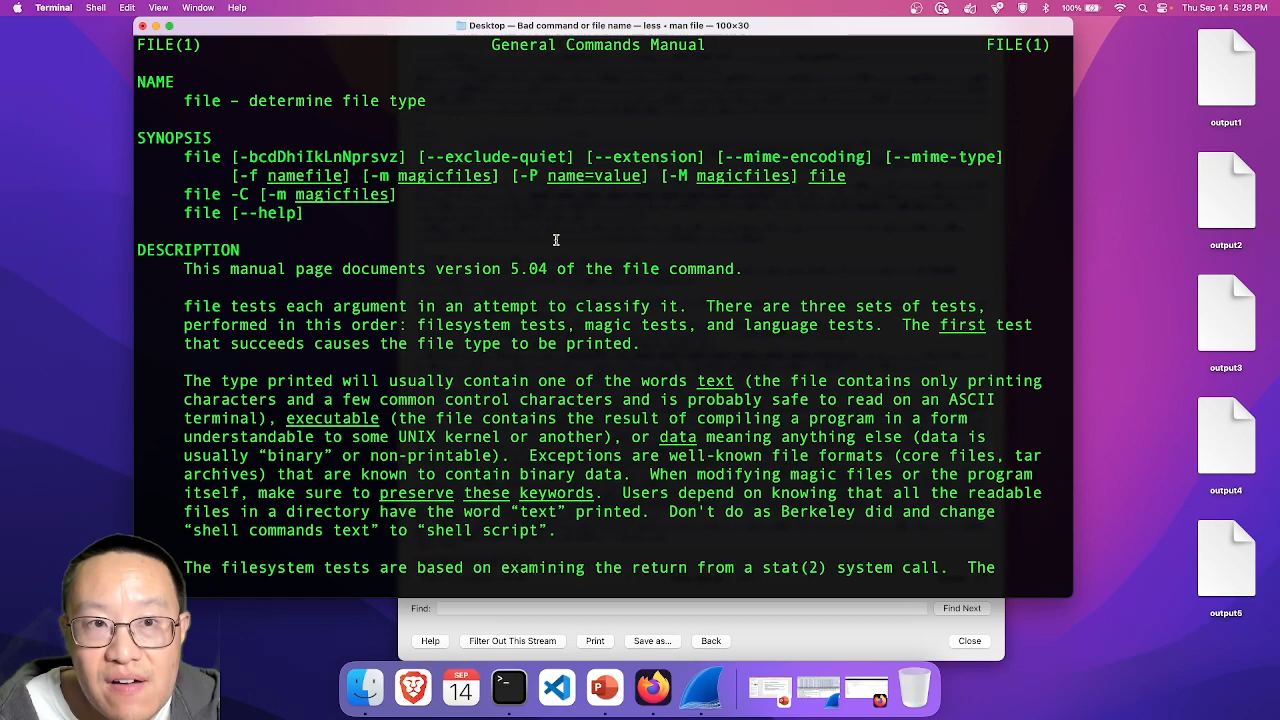 Terminal Shell Edit View Window Help 100% Thu Sep 14 5:28 PM
Desktop — Bad command or file name — less • man file — 100×30
FILE(1) General Commands Manual FILE(1)
NAME
file – determine file type
SYNOPSIS
file [-bcdDhiIkLnNprsvz] [--exclude-quiet] [--extension] [--mime-encoding] [--mime-type]
[-f namefile] [-m magicfiles] [-P name=value] [-M magicfiles] file
file -C [-m magicfiles]
file [--help]
DESCRIPTION
This manual page documents version 5.04 of the file command.
file tests each argument in an attempt to classify it. There are three sets of tests,
performed in this order: filesystem tests, magic tests, and language tests. The first test
that succeeds causes the file type to be printed.
The type printed will usually contain one of the words text (the file contains only printing
characters and a few common control characters and is probably safe to read on an ASCII
terminal), executable (the file contains the result of compiling a program in a form
understandable to some UNIX kernel or another), or data meaning anything else (data is
usually “binary” or non-printable). Exceptions are well-known file formats (core files, tar
archives) that are known to contain binary data. When modifying magic files or the program
itself, make sure to preserve these keywords. Users depend on knowing that all the readable
files in a directory have the word “text” printed. Don't do as Berkeley did and change
“shell commands text” to “shell script”.
The filesystem tests are based on examining the return from a stat(2) system call. The
Find: Find Next
Help Filter Out This Stream Print Save as... Back Close
output1
output2
output3
output4
output5
SEP
14
>_